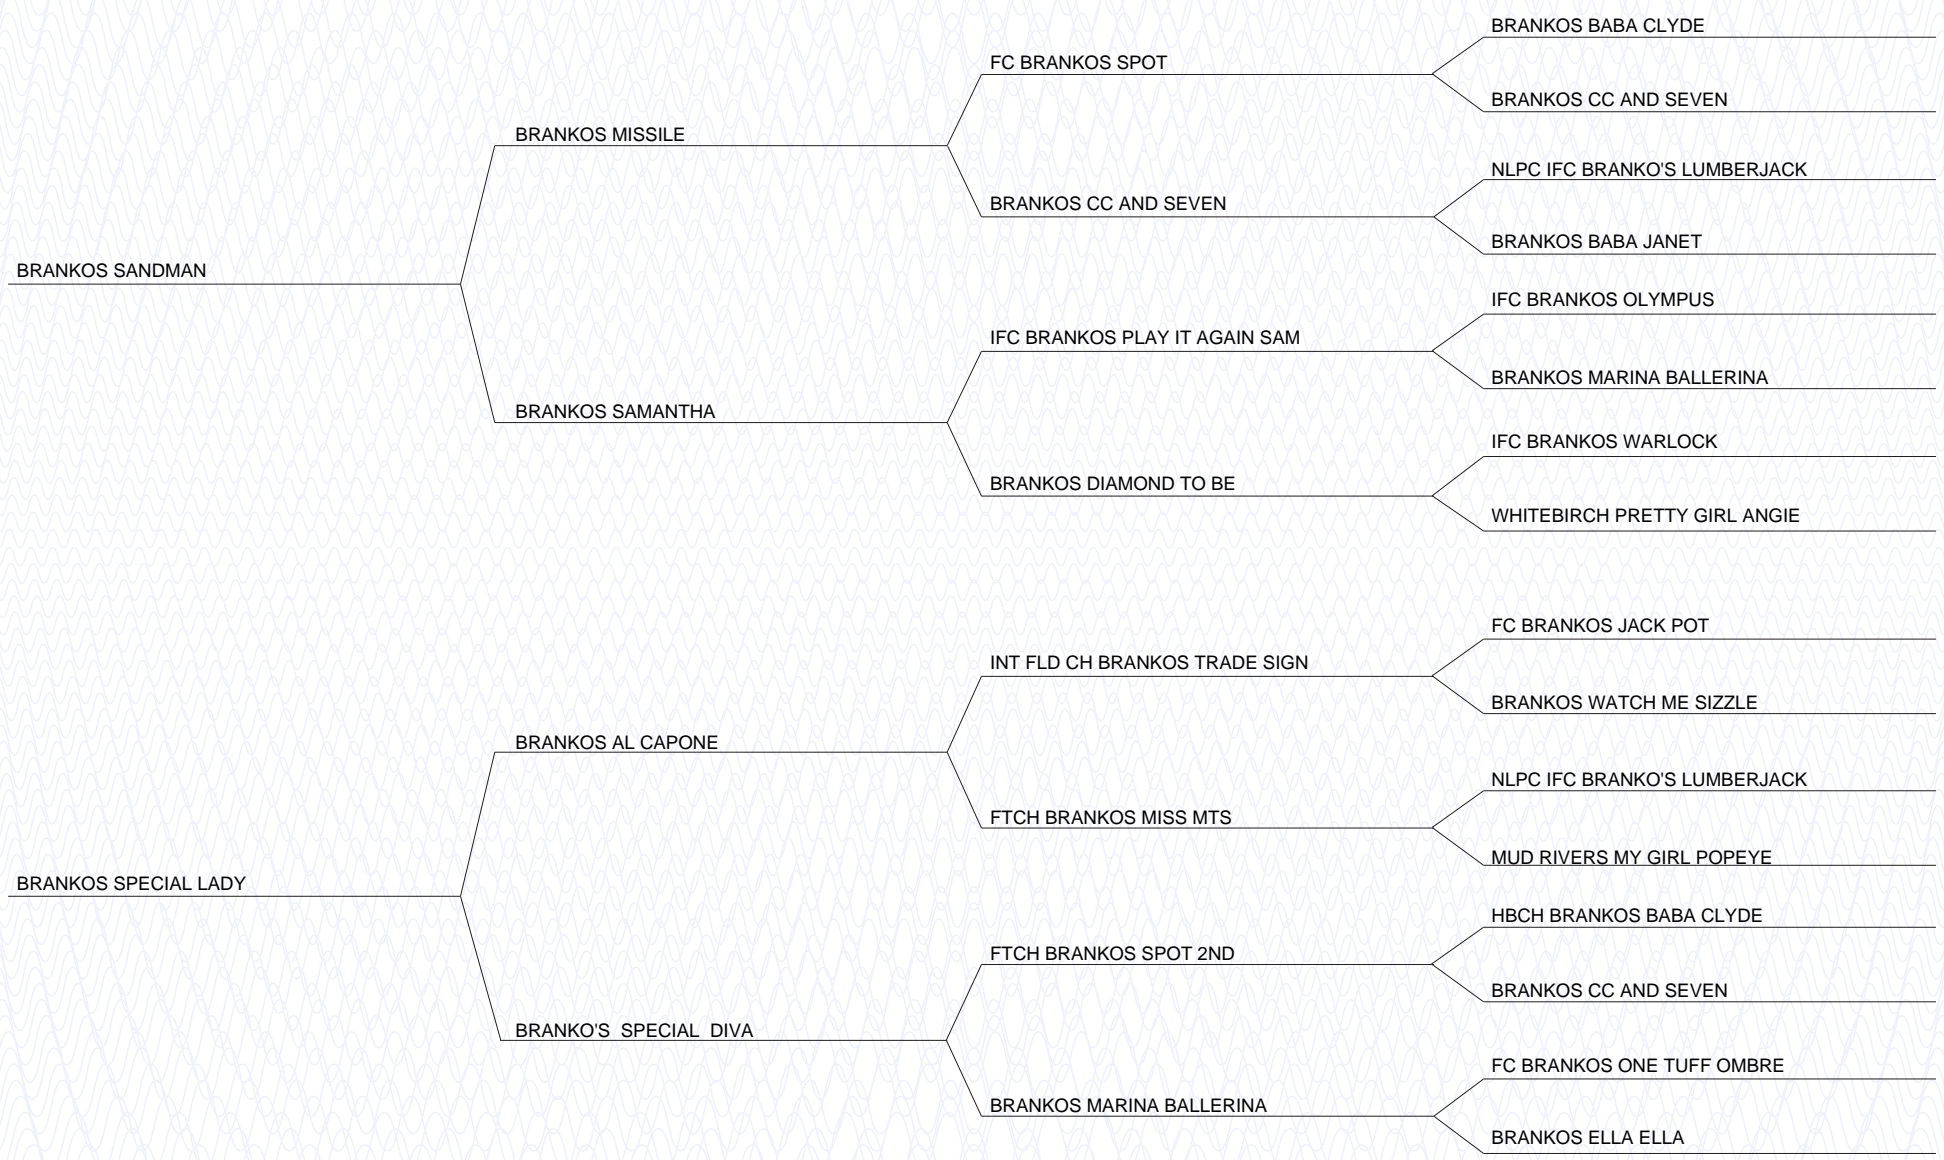 BRANKOS BABA CLYDE
FC BRANKOS SPOT
BRANKOS CC AND SEVEN
BRANKOS MISSILE
NLPC IFC BRANKO'S LUMBERJACK
BRANKOS CC AND SEVEN
BRANKOS BABA JANET
BRANKOS SANDMAN
IFC BRANKOS OLYMPUS
IFC BRANKOS PLAY IT AGAIN SAM
BRANKOS MARINA BALLERINA
BRANKOS SAMANTHA
IFC BRANKOS WARLOCK
BRANKOS DIAMOND TO BE
WHITEBIRCH PRETTY GIRL ANGIE
FC BRANKOS JACK POT
INT FLD CH BRANKOS TRADE SIGN
BRANKOS WATCH ME SIZZLE
BRANKOS AL CAPONE
NLPC IFC BRANKO'S LUMBERJACK
FTCH BRANKOS MISS MTS
MUD RIVERS MY GIRL POPEYE
BRANKOS SPECIAL LADY
HBCH BRANKOS BABA CLYDE
FTCH BRANKOS SPOT 2ND
BRANKOS CC AND SEVEN
BRANKO'S  SPECIAL  DIVA
FC BRANKOS ONE TUFF OMBRE
BRANKOS MARINA BALLERINA
BRANKOS ELLA ELLA